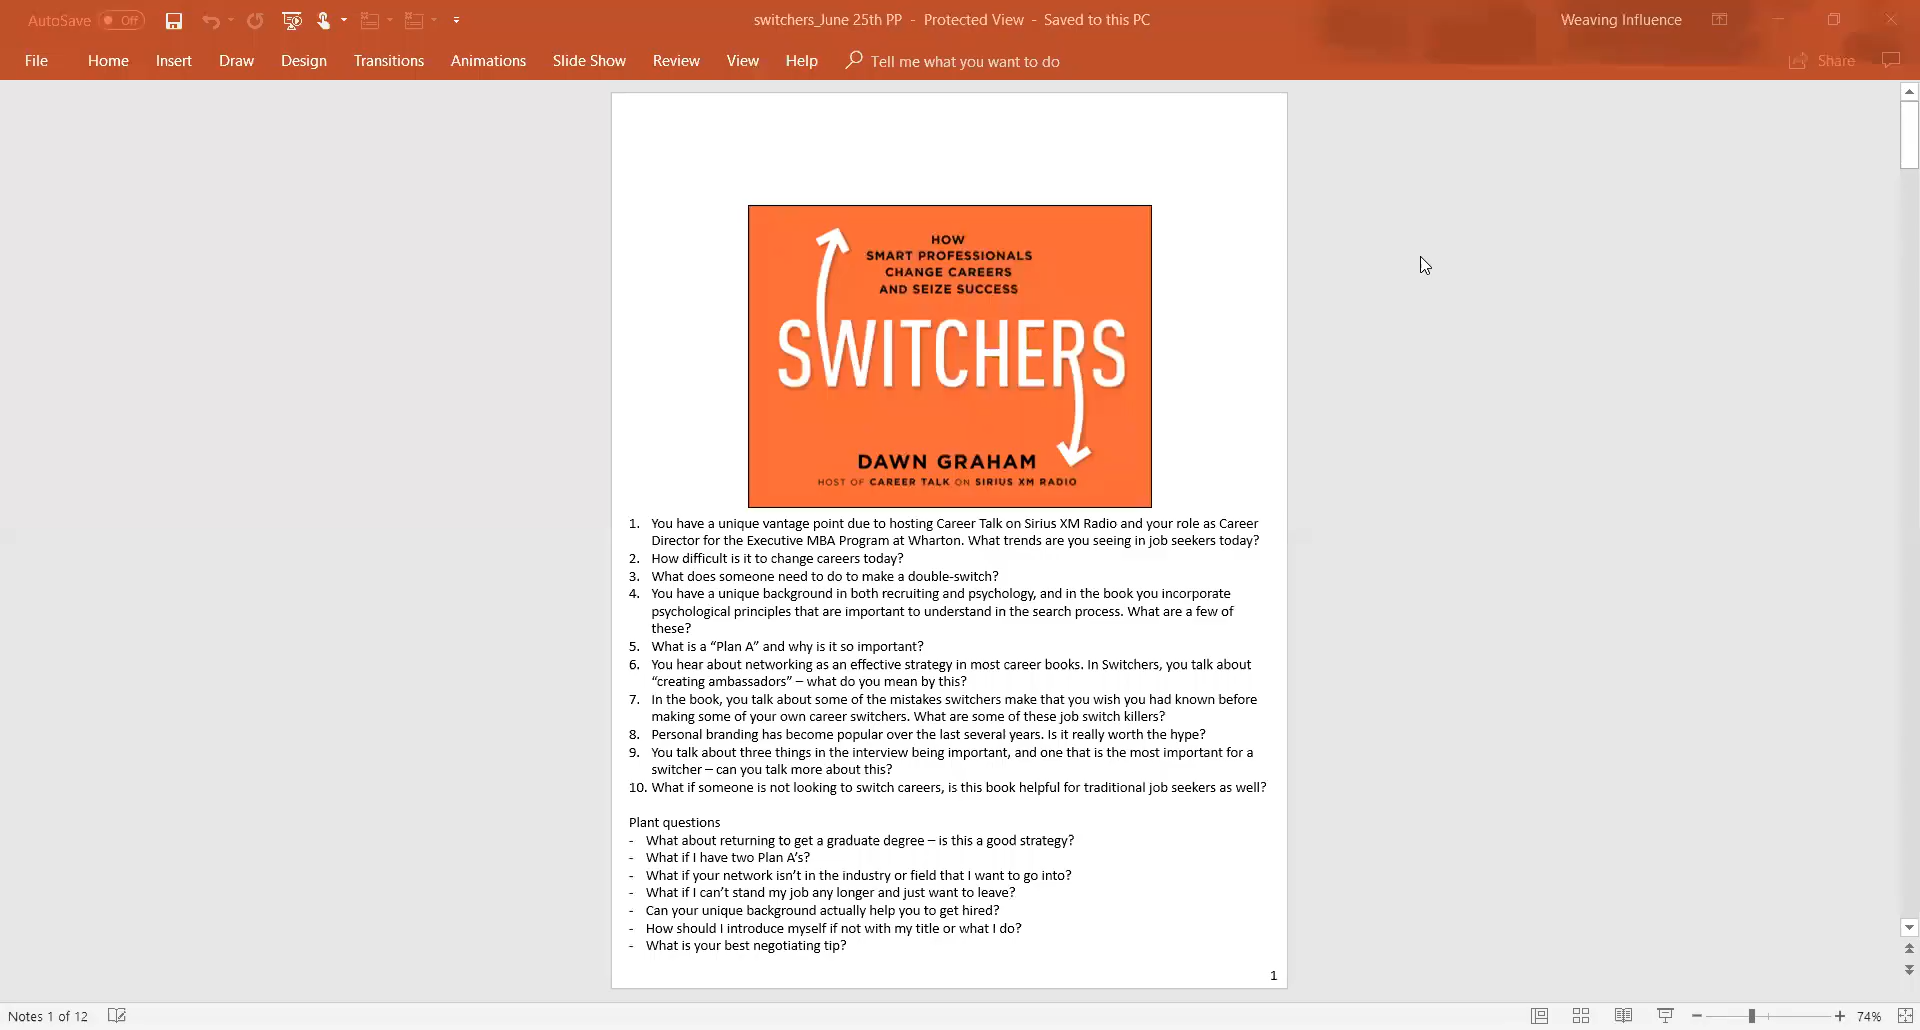 AutoSave Off
switchers_June 25th PP - Protected View - Saved to this PC
Weaving Influence
File Home Insert Draw Design Transitions Animations Slide Show Review View Help Tell me what you want to do Share
HOW
SMART PROFESSIONALS
CHANGE CAREERS
AND SEIZE SUCCESS
SWITCHERS
DAWN GRAHAM
HOST OF CAREER TALK ON SIRIUS XM RADIO
1. You have a unique vantage point due to hosting Career Talk on Sirius XM Radio and your role as Career
Director for the Executive MBA Program at Wharton. What trends are you seeing in job seekers today?
2. How difficult is it to change careers today?
3. What does someone need to do to make a double-switch?
4. You have a unique background in both recruiting and psychology, and in the book you incorporate
psychological principles that are important to understand in the search process. What are a few of
these?
5. What is a “Plan A” and why is it so important?
6. You hear about networking as an effective strategy in most career books. In Switchers, you talk about
“creating ambassadors” – what do you mean by this?
7. In the book, you talk about some of the mistakes switchers make that you wish you had known before
making some of your own career switchers. What are some of these job switch killers?
8. Personal branding has become popular over the last several years. Is it really worth the hype?
9. You talk about three things in the interview being important, and one that is the most important for a
switcher – can you talk more about this?
10. What if someone is not looking to switch careers, is this book helpful for traditional job seekers as well?
Plant questions
- What about returning to get a graduate degree – is this a good strategy?
- What if I have two Plan A’s?
- What if your network isn’t in the industry or field that I want to go into?
- What if I can’t stand my job any longer and just want to leave?
- Can your unique background actually help you to get hired?
- How should I introduce myself if not with my title or what I do?
- What is your best negotiating tip?
1
Notes 1 of 12
74%